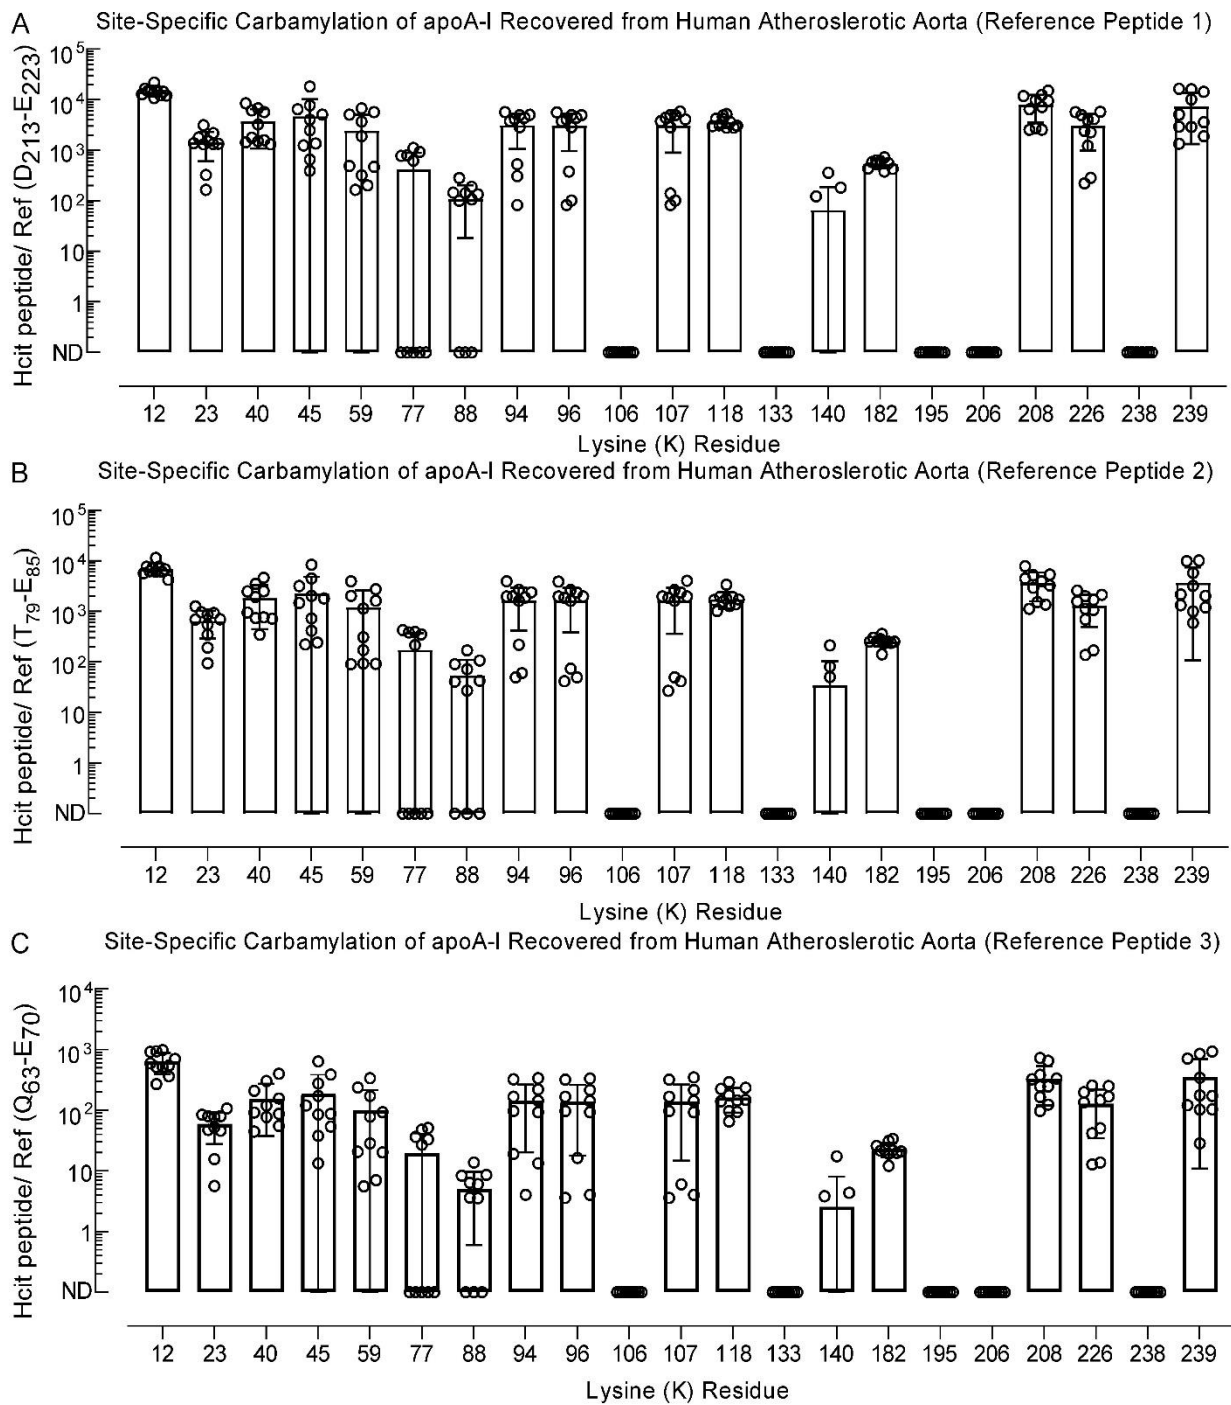 A Site-Specific Carbamylation of apoA-I Recovered from Human Atheroslerotic Aorta (Reference Peptide 1)
Hcit peptide/ Ref (D213-E223)
10^5
10^4
10^3
10^2
10
1
ND
12 23 40 45 59 77 88 94 96 106 107 118 133 140 182 195 206 208 226 238 239
Lysine (K) Residue
B Site-Specific Carbamylation of apoA-I Recovered from Human Atheroslerotic Aorta (Reference Peptide 2)
Hcit peptide/ Ref (T79-E85)
10^5
10^4
10^3
10^2
10
1
ND
12 23 40 45 59 77 88 94 96 106 107 118 133 140 182 195 206 208 226 238 239
Lysine (K) Residue
C Site-Specific Carbamylation of apoA-I Recovered from Human Atheroslerotic Aorta (Reference Peptide 3)
Hcit peptide/ Ref (Q63-E70)
10^4
10^3
10^2
10
1
ND
12 23 40 45 59 77 88 94 96 106 107 118 133 140 182 195 206 208 226 238 239
Lysine (K) Residue